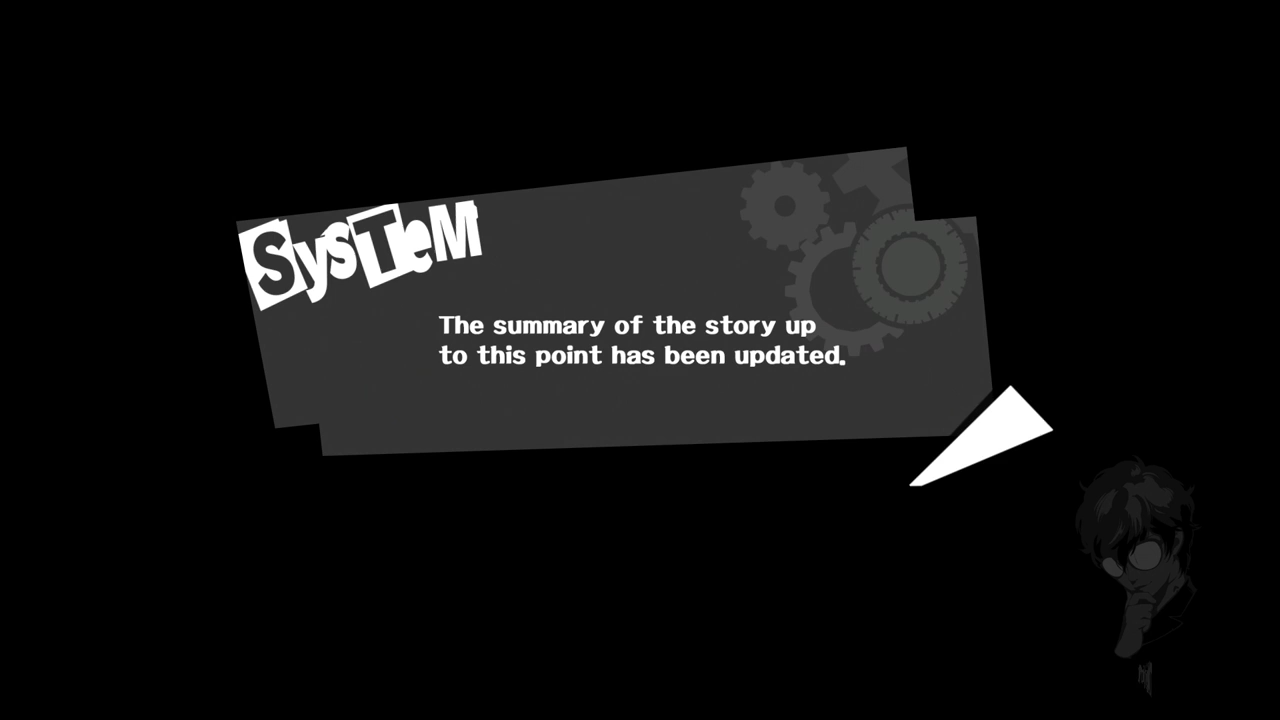 SysTeM
The summary of the story up
to this point has been updated.